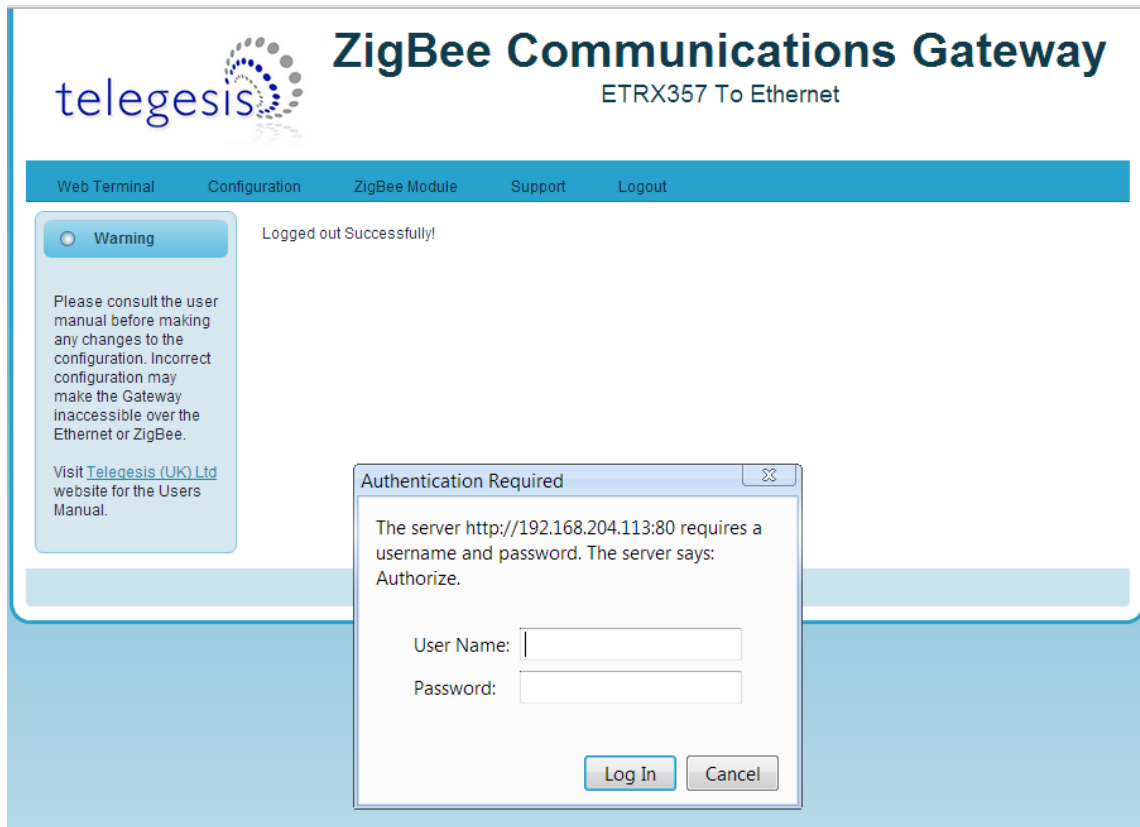 telegesis
ZigBee Communications Gateway
ETRX357 To Ethernet
Web Terminal Configuration ZigBee Module Support Logout
Warning
Please consult the user
manual before making
any changes to the
configuration. Incorrect
configuration may
make the Gateway
inaccessible over the
Ethernet or ZigBee.
Visit Telegesis (UK) Ltd
website for the Users
Manual.
Logged out Successfully!
Authentication Required
The server http://192.168.204.113:80 requires a
username and password. The server says:
Authorize.
User Name:
Password:
Log In Cancel